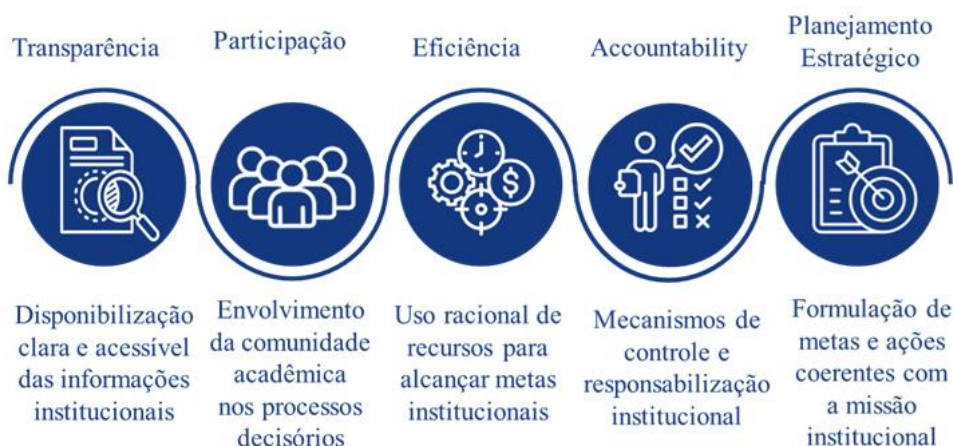 Transparência
Disponibilização
clara e acessível
das informações
institucionais
Participação
Envolvimento
da comunidade
acadêmica
nos processos
decisórios
Eficiência
$
Uso racional de
recursos para
alcançar metas
institucionais
Accountability
Mecanismos de
controle e
responsabilização
institucional
Planejamento
Estratégico
Formulação de
metas e ações
coerentes com
a missão
institucional